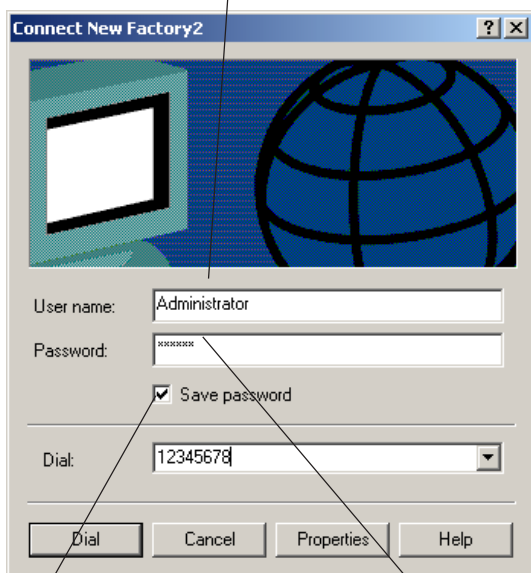 Connect New Factory2
User name: Administrator
Password: ××××××
Save password
Dial: 12345678
Dial Cancel Properties Help